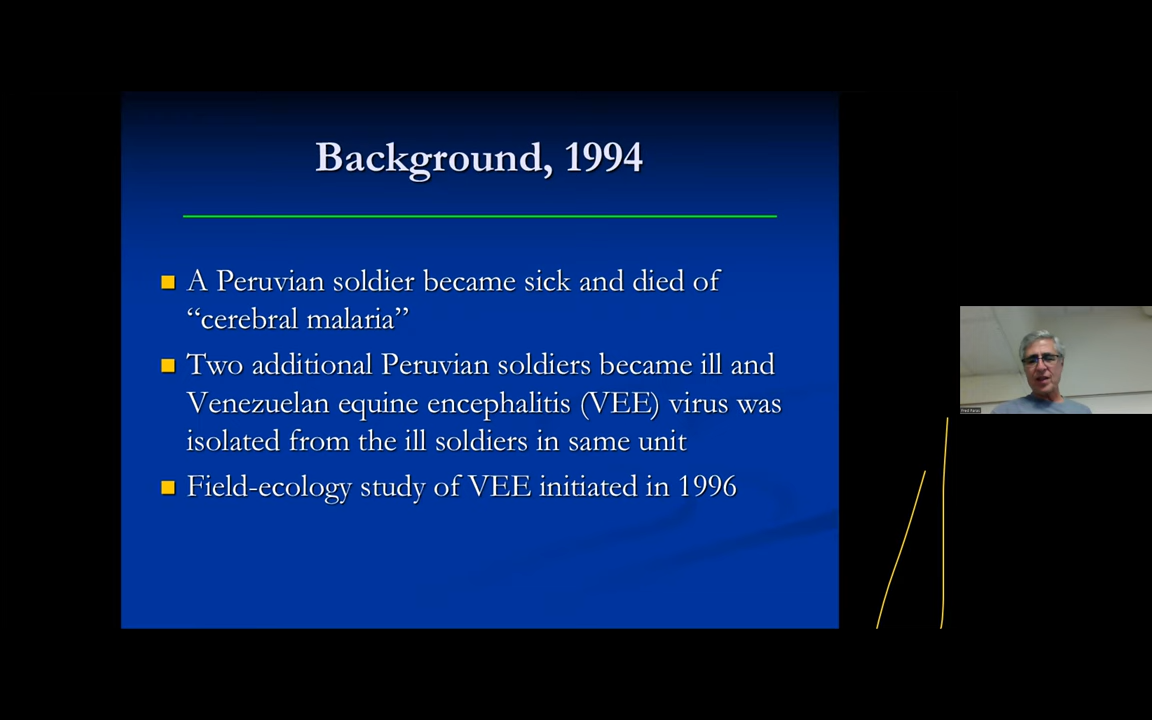 Background, 1994
A Peruvian soldier became sick and died of
“cerebral malaria”
Two additional Peruvian soldiers became ill and
Venezuelan equine encephalitis (VEE) virus was
isolated from the ill soldiers in same unit
Field-ecology study of VEE initiated in 1996